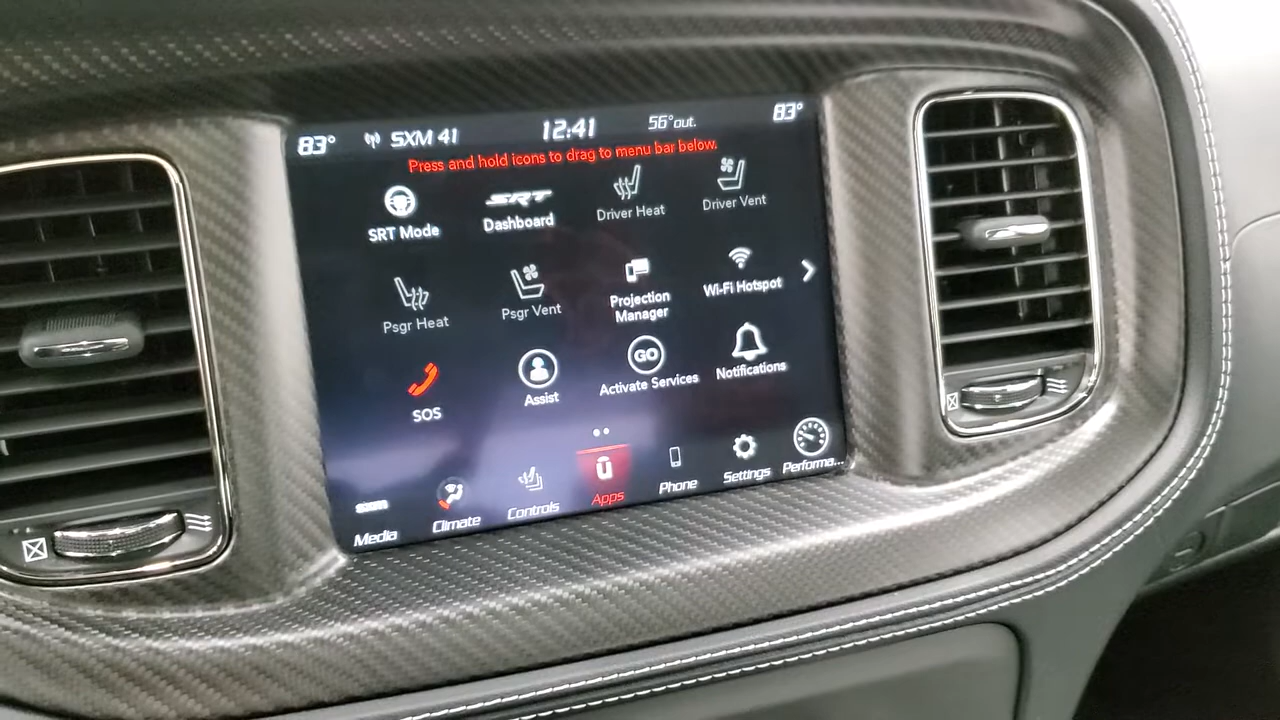 83° SXM 41 12:41 56°out. 83°
Press and hold icons to drag to menu bar below.
SRT Mode
SRT
Dashboard
Driver Heat
Driver Vent
Psgr Heat
Psgr Vent
Projection
Manager
Wi-Fi Hotspot
SOS
Assist
GO
Activate Services
Notifications
sxm
Media
Climate
Controls
ū
Apps
Phone
Settings
Performa...